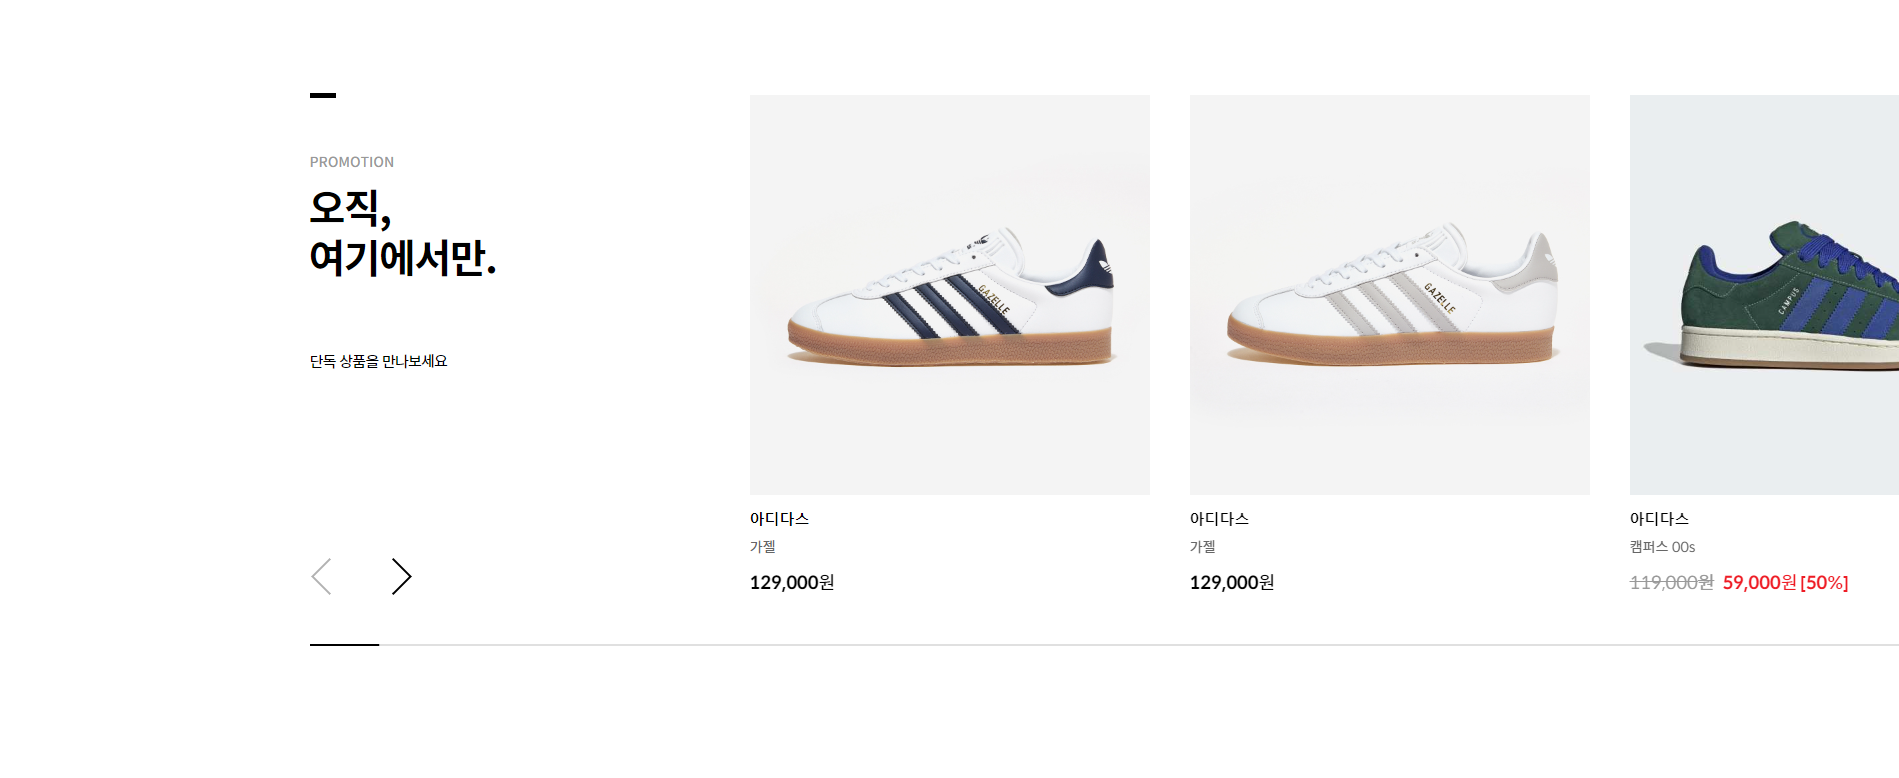 PROMOTION
오직,
여기에서만.
단독 상품을 만나보세요
GAZELLE
아디다스
가젤
129,000원
GAZELLE
아디다스
가젤
129,000원
CAMPUS
아디다스
캠퍼스 00s
119,000원 59,000원 [50%]